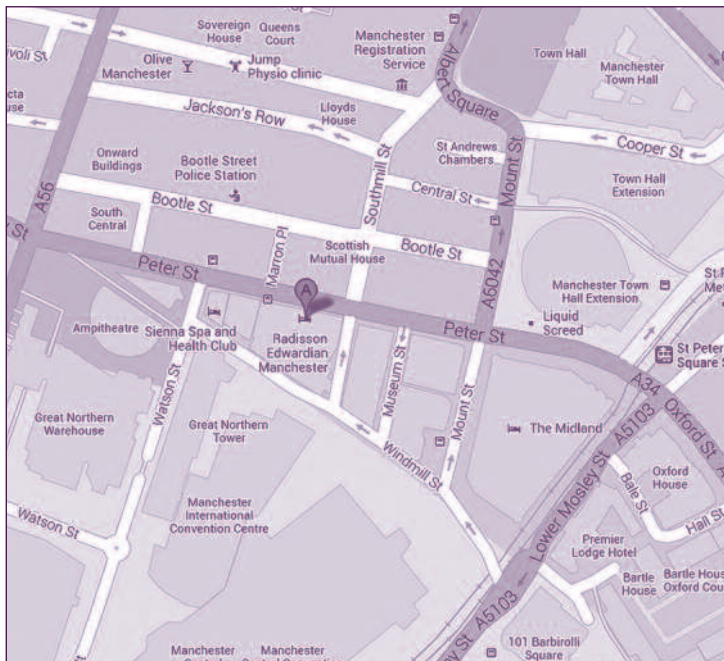 Sovereign
House
Queens
Court
Manchester
Registration
Service
Albert Square
Town Hall
Manchester
Town Hall
Olive
Manchester
Jump
Physio clinic
Jackson's Row
Lloyds
House
St Andrews
Chambers
Mount St
Cooper St
Onward
Buildings
Bootle Street
Police Station
Southmill St
Central St
Town Hall
Extension
A56
South
Central
Bootle St
Bootle St
Marron Pl
Scottish
Mutual House
A6042
Peter St
A
Manchester Town
Hall Extension
Ampitheatre
Sienna Spa and
Health Club
Radisson
Edwardian
Manchester
Peter St
Liquid
Screed
St Peter
Square S
A34
Oxford St
Watson St
Museum St
Mount St
Great Northern
Warehouse
Great Northern
Tower
Windmill St
The Midland
A5103
Lower Mosley St
Oxford
House
Bale St
Hall St
Manchester
International
Convention Centre
Watson St
Premier
Lodge Hotel
Bartle
House
Bartle Hou
Oxford Cou
A5103
101 Barbirolli
Square
Manchester
Manchester